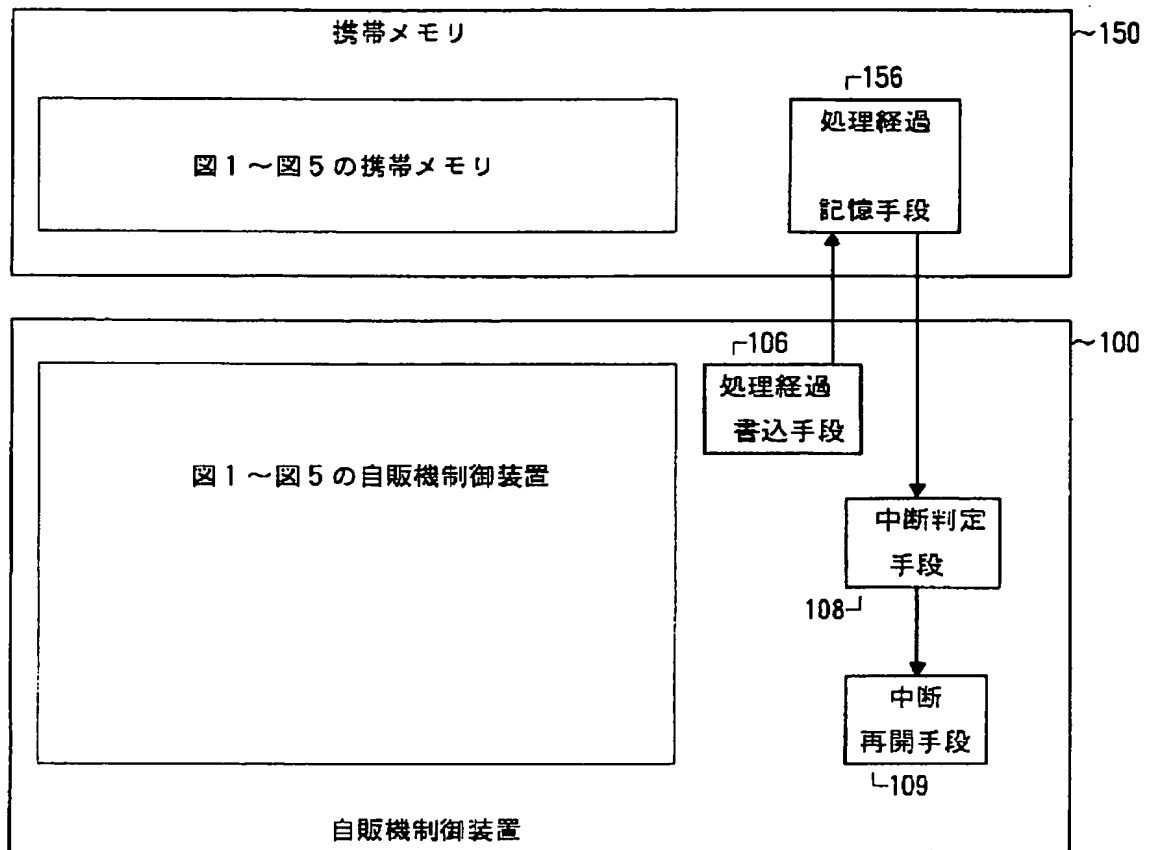 携帯メモリ
~150
156
処理経過
記憶手段
図1～図5の携帯メモリ
~100
106
処理経過
書込手段
図1～図5の自販機制御装置
中断判定
手段
108
中断
再開手段
109
自販機制御装置